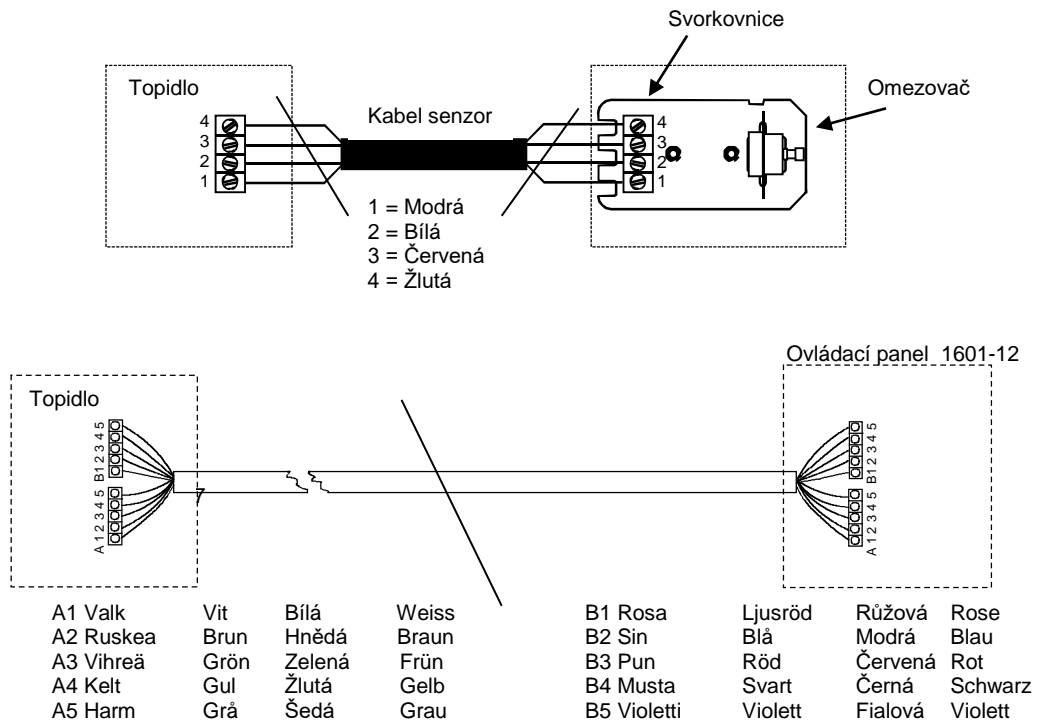 Svorkovnice
Topidlo
Omezovač
Kabel senzor
4
3
2
1
4
3
2
1
1 = Modrá
2 = Bílá
3 = Červená
4 = Žlutá
Ovládací panel 1601-12
Topidlo
B1 2 3 4 5
A 1 2 3 4 5
B1 2 3 4 5
A 1 2 3 4 5
A1 Valk Vit Bílá Weiss B1 Rosa Ljusröd Růžová Rose
A2 Ruskea Brun Hnědá Braun B2 Sin Blå Modrá Blau
A3 Vihreä Grön Zelená Frün B3 Pun Röd Červená Rot
A4 Kelt Gul Žlutá Gelb B4 Musta Svart Černá Schwarz
A5 Harm Grå Šedá Grau B5 Violetti Violett Fialová Violett